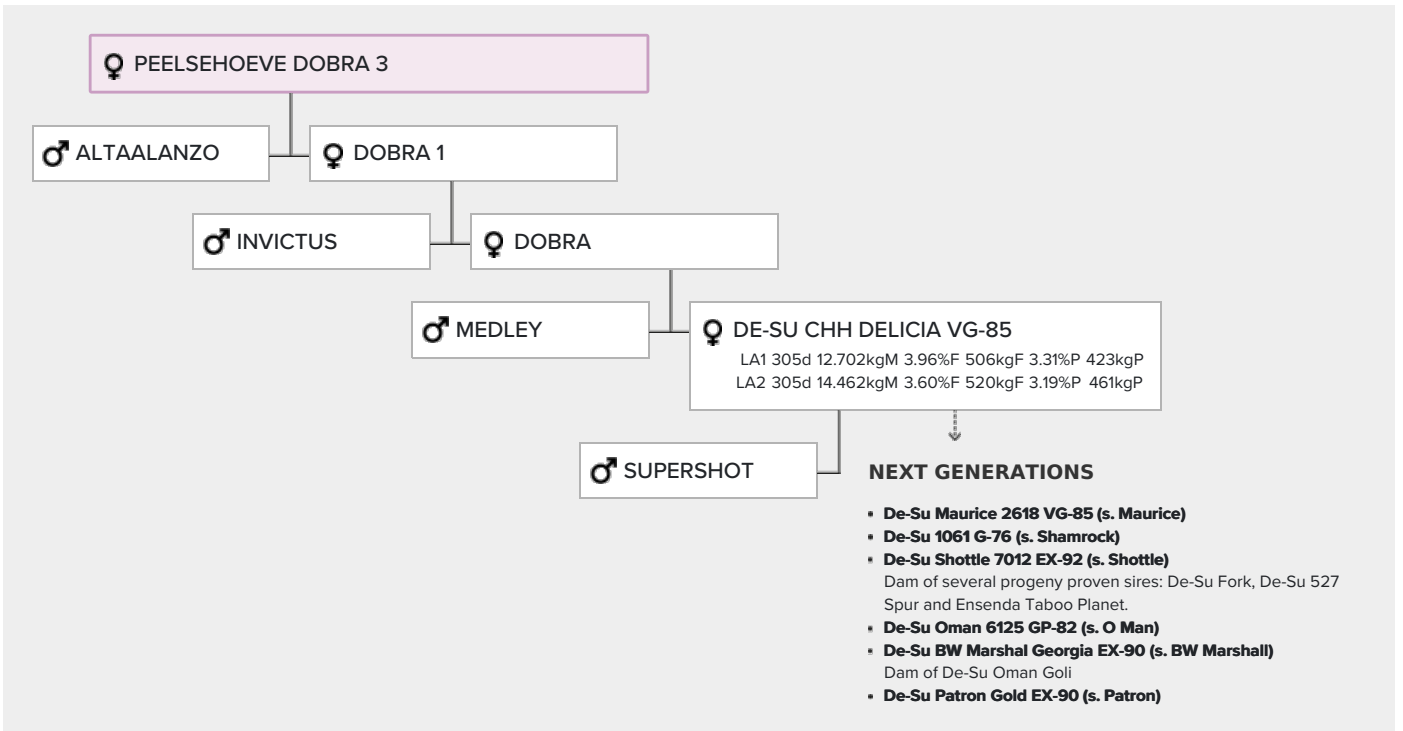 PEELSEHOEVE DOBRA 3
ALTAALANZO
DOBRA 1
INVICTUS
DOBRA
MEDLEY
DE-SU CHH DELICIA VG-85
LA1 305d 12.702kgM 3.96%F 506kgF 3.31%P 423kgP
LA2 305d 14.462kgM 3.60%F 520kgF 3.19%P 461kgP
SUPERSHOT
NEXT GENERATIONS
De-Su Maurice 2618 VG-85 (s. Maurice)
De-Su 1061 G-76 (s. Shamrock)
De-Su Shottle 7012 EX-92 (s. Shottle)
Dam of several progeny proven sires: De-Su Fork, De-Su 527
Spur and Ensenda Taboo Planet.
De-Su Oman 6125 GP-82 (s. O Man)
De-Su BW Marshal Georgia EX-90 (s. BW Marshall)
Dam of De-Su Oman Goli
De-Su Patron Gold EX-90 (s. Patron)